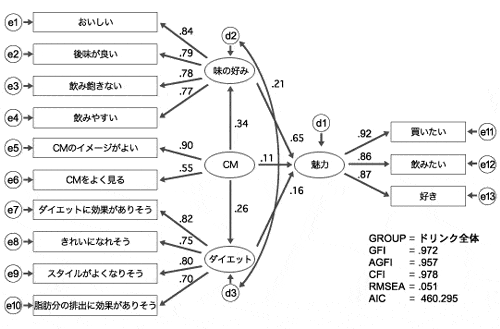 e1 おいしい
.84
d2
e2 後味が良い
.79
味の好み
e3 飲み飽きない
.78
.21
e4 飲みやすい
.77
d1
.34
.65
e5 CMのイメージがよい
.90
.92
買いたい e11
CM
.11
魅力
.86
飲みたい e12
e6 CMをよく見る
.55
.87
好き e13
.26
.16
e7 ダイエットに効果がありそう
.82
e8 きれいになれそう
.75
ダイエット
e9 スタイルがよくなりそう
.80
d3
e10 脂肪分の排出に効果がありそう
.70
GROUP = ドリンク全体
GFI = .972
AGFI = .957
CFI = .978
RMSEA = .051
AIC = 460.295